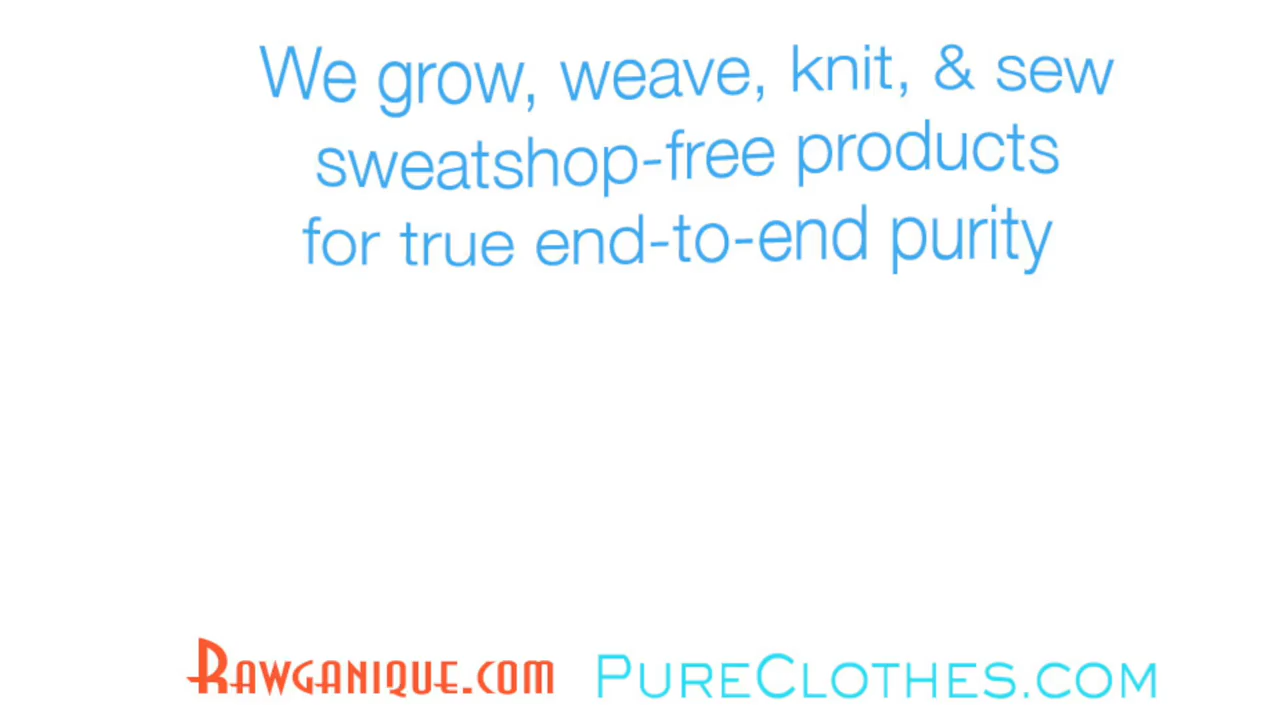 We grow, weave, knit, & sew
sweatshop-free products
for true end-to-end purity
RAWGANIQUE.COM PURECLOTHES.COM